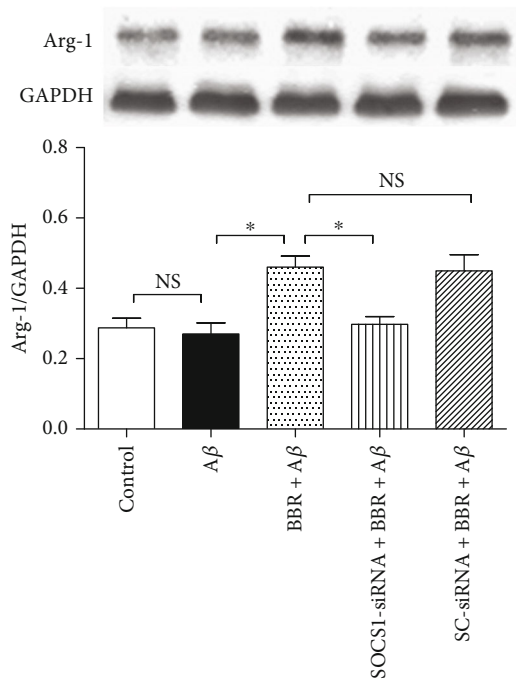 Arg-1
GAPDH
0.8
0.6
0.4
0.2
0.0
Arg-1/GAPDH
NS
*
*
NS
Control
Aβ
BBR + Aβ
SOCS1-siRNA + BBR + Aβ
SC-siRNA + BBR + Aβ